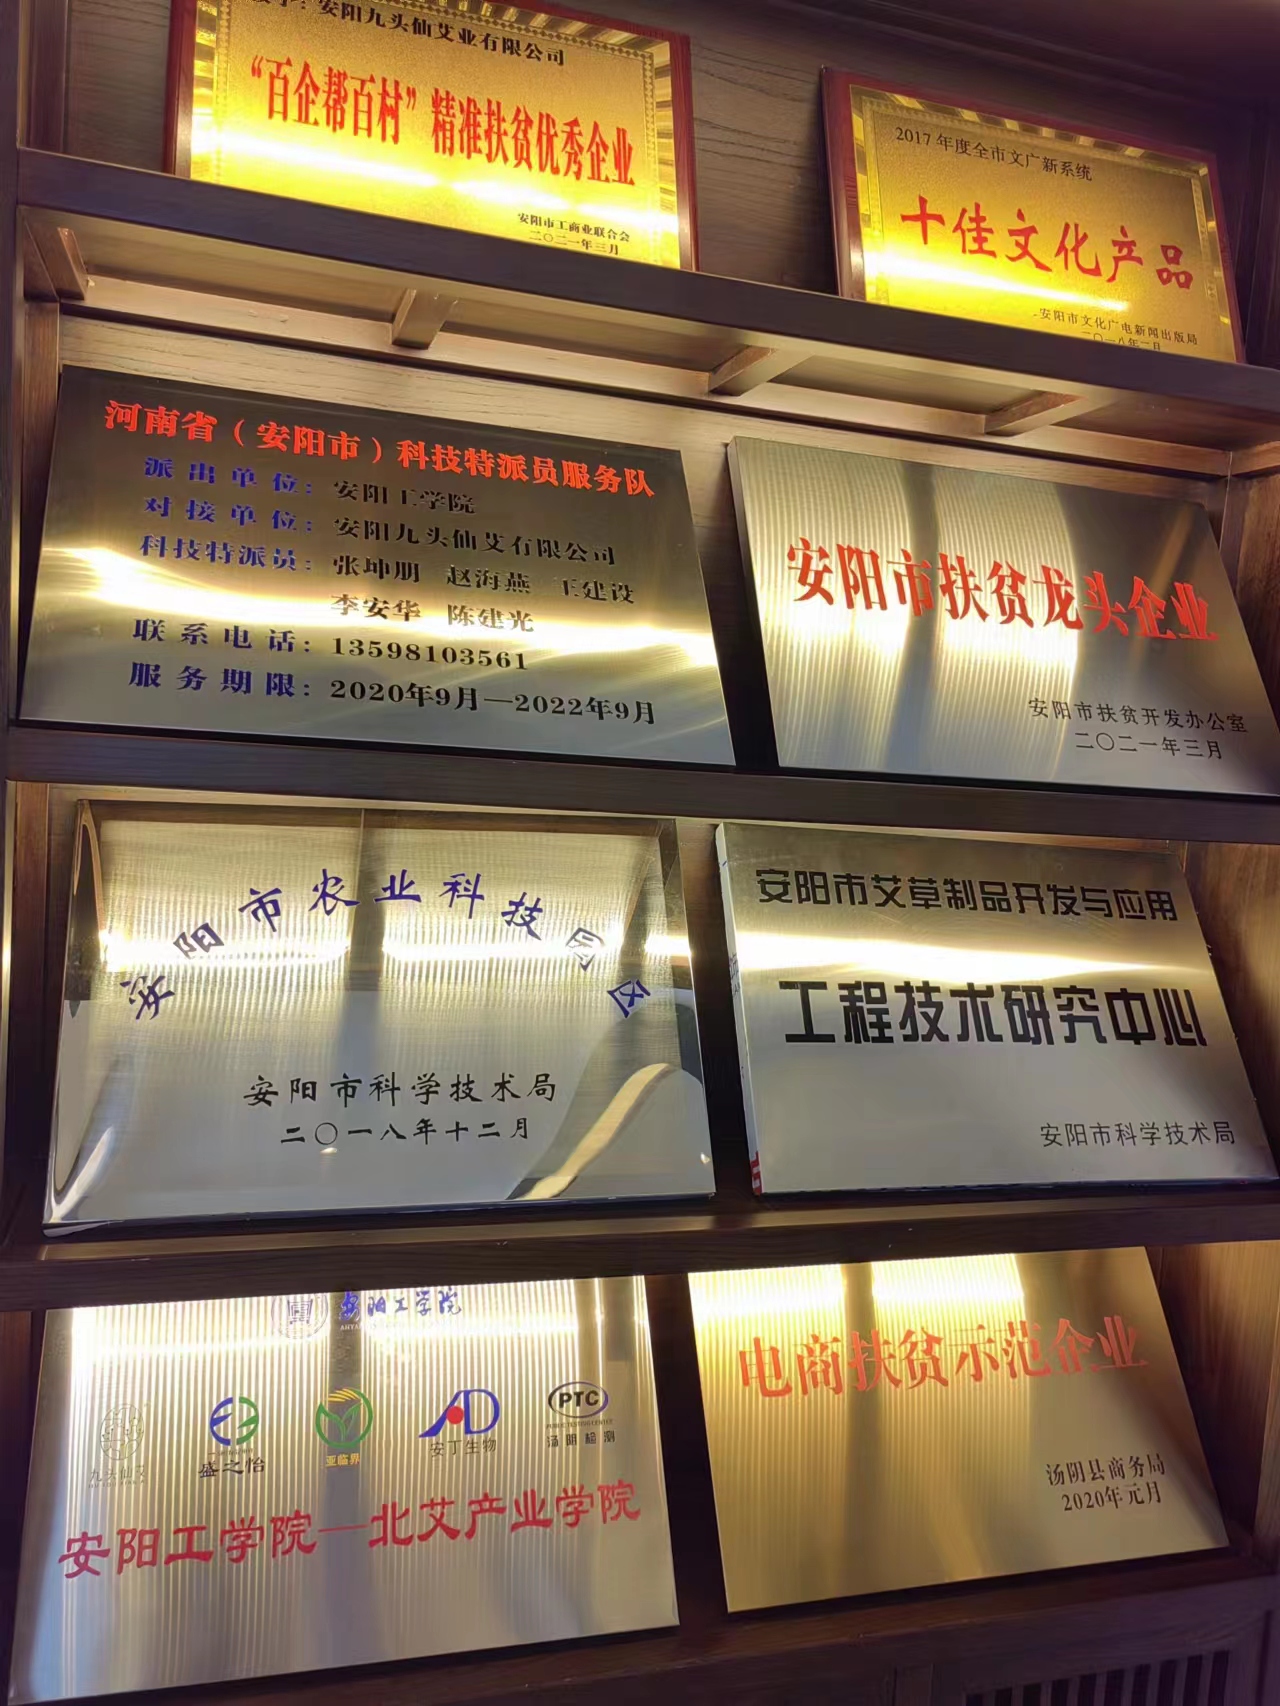 安阳九头仙艾业有限公司
“百企帮百村”精准扶贫优秀企业
安阳市工商业联合会
二〇二一年三月
2017年度全市文广新系统
十佳文化产品
安阳市文化广电新闻出版局
二〇一八年一月
河南省（安阳市）科技特派员服务队
派出单位：安阳工学院
对接单位：安阳九头仙艾有限公司
科技特派员：张坤朋 赵海燕 王建设
李安华 陈建光
联系电话：13598103561
服务期限：2020年9月—2022年9月
安阳市扶贫龙头企业
安阳市扶贫开发办公室
二〇二一年三月
安阳市农业科技园区
安阳市科学技术局
二〇一八年十二月
安阳市艾草制品开发与应用
工程技术研究中心
安阳市科学技术局
安阳工学院
九头仙艾
盛之怡
亚临界
安丁生物
PTC
PUBLIC TESTING CENTER
汤阴检测
安阳工学院—北艾产业学院
电商扶贫示范企业
汤阴县商务局
2020年元月